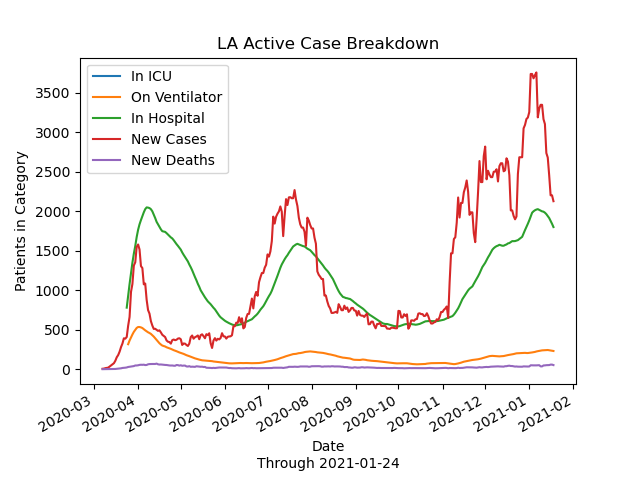 LA Active Case Breakdown
In ICU
On Ventilator
In Hospital
New Cases
New Deaths
Patients in Category
3500
3000
2500
2000
1500
1000
500
0
2020-03
2020-04
2020-05
2020-06
2020-07
2020-08
2020-09
2020-10
2020-11
2020-12
2021-01
2021-02
Date
Through 2021-01-24